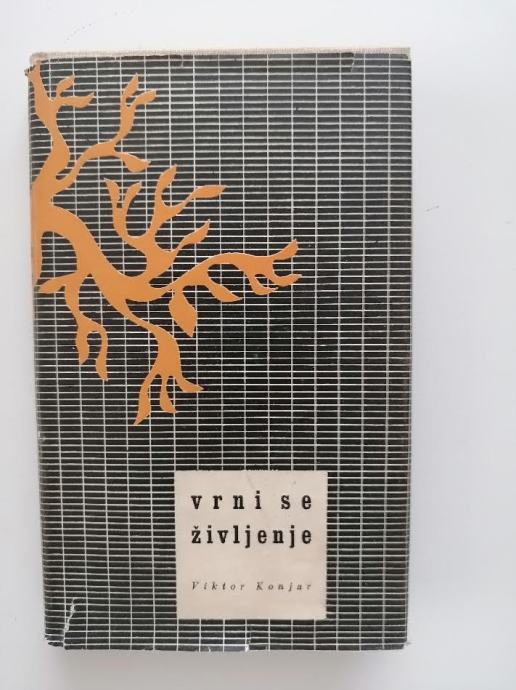 vrni se
življenje
Viktor Konjar